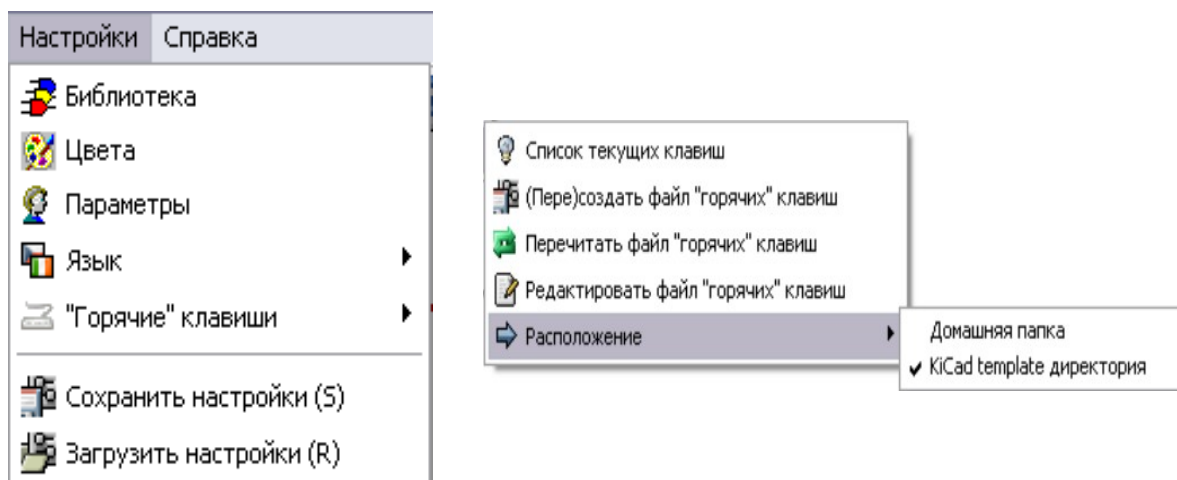 Настройки Справка
Библиотека
Цвета
Параметры
Язык
"Горячие" клавиши
Сохранить настройки (S)
Загрузить настройки (R)
Список текущих клавиш
(Пере)создать файл "горячих" клавиш
Перечитать файл "горячих" клавиш
Редактировать файл "горячих" клавиш
Расположение
Домашняя папка
KiCad template директория